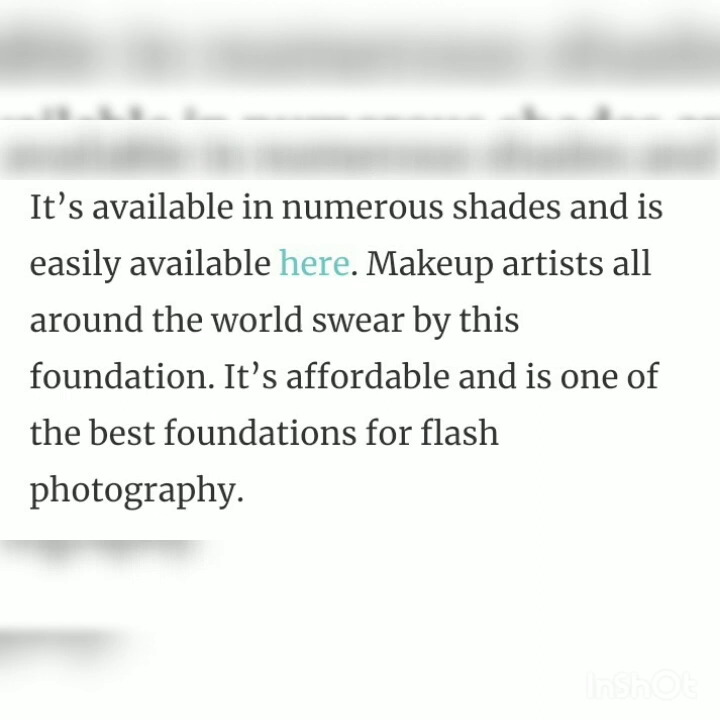 It’s available in numerous shades and is
easily available here. Makeup artists all
around the world swear by this
foundation. It’s affordable and is one of
the best foundations for flash
photography.
InShOt